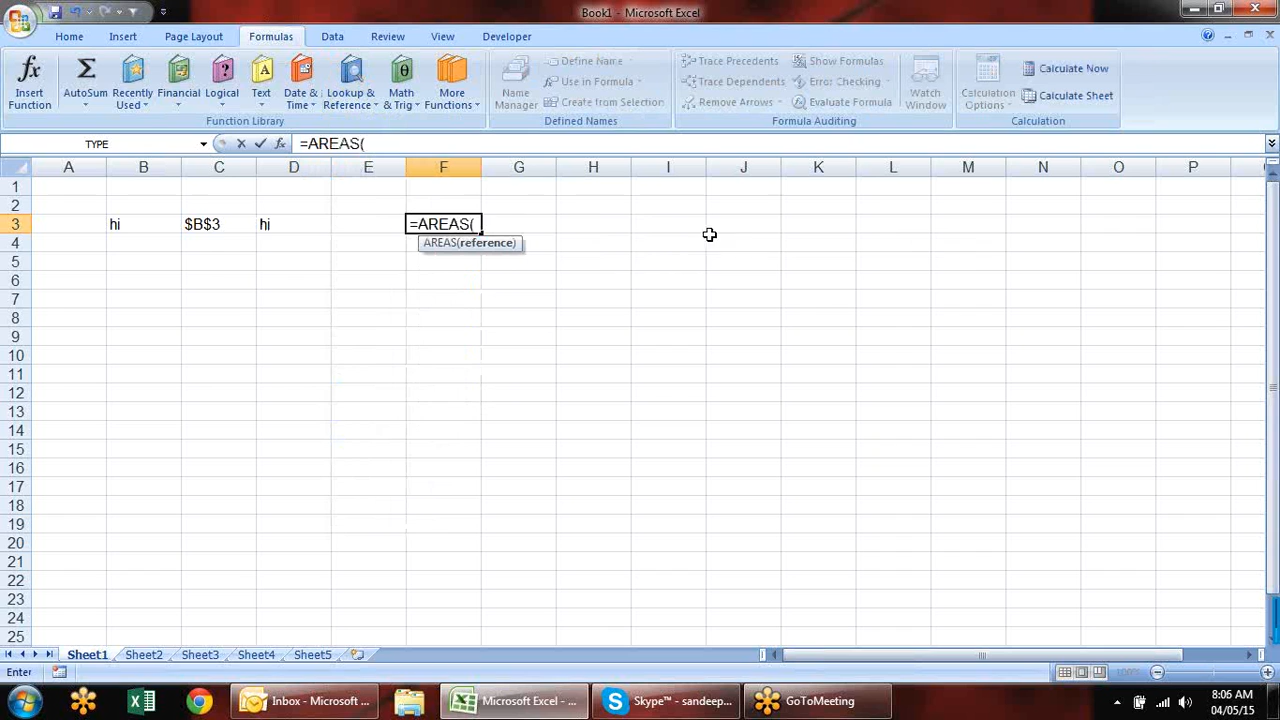 Book1 - Microsoft Excel
Home Insert Page Layout Formulas Data Review View Developer
fx Insert Function
Σ AutoSum
Recently Used
Financial
Logical
A Text
Date & Time
Lookup & Reference
θ Math & Trig
More Functions
Function Library
Name Manager
Define Name
Use in Formula
Create from Selection
Defined Names
Trace Precedents
Trace Dependents
Remove Arrows
Show Formulas
Error Checking
Evaluate Formula
Watch Window
Formula Auditing
Calculation Options
Calculate Now
Calculate Sheet
Calculation
TYPE fx =AREAS(
A B C D E F G H I J K L M N O P
1
2
3 hi $B$3 hi =AREAS(
AREAS(reference)
4
5
6
7
8
9
10
11
12
13
14
15
16
17
18
19
20
21
22
23
24
25
Sheet1 Sheet2 Sheet3 Sheet4 Sheet5
Enter 100%
Inbox - Microsoft ... Microsoft Excel - ... Skype™ - sandeep... GoToMeeting
8:06 AM
04/05/15